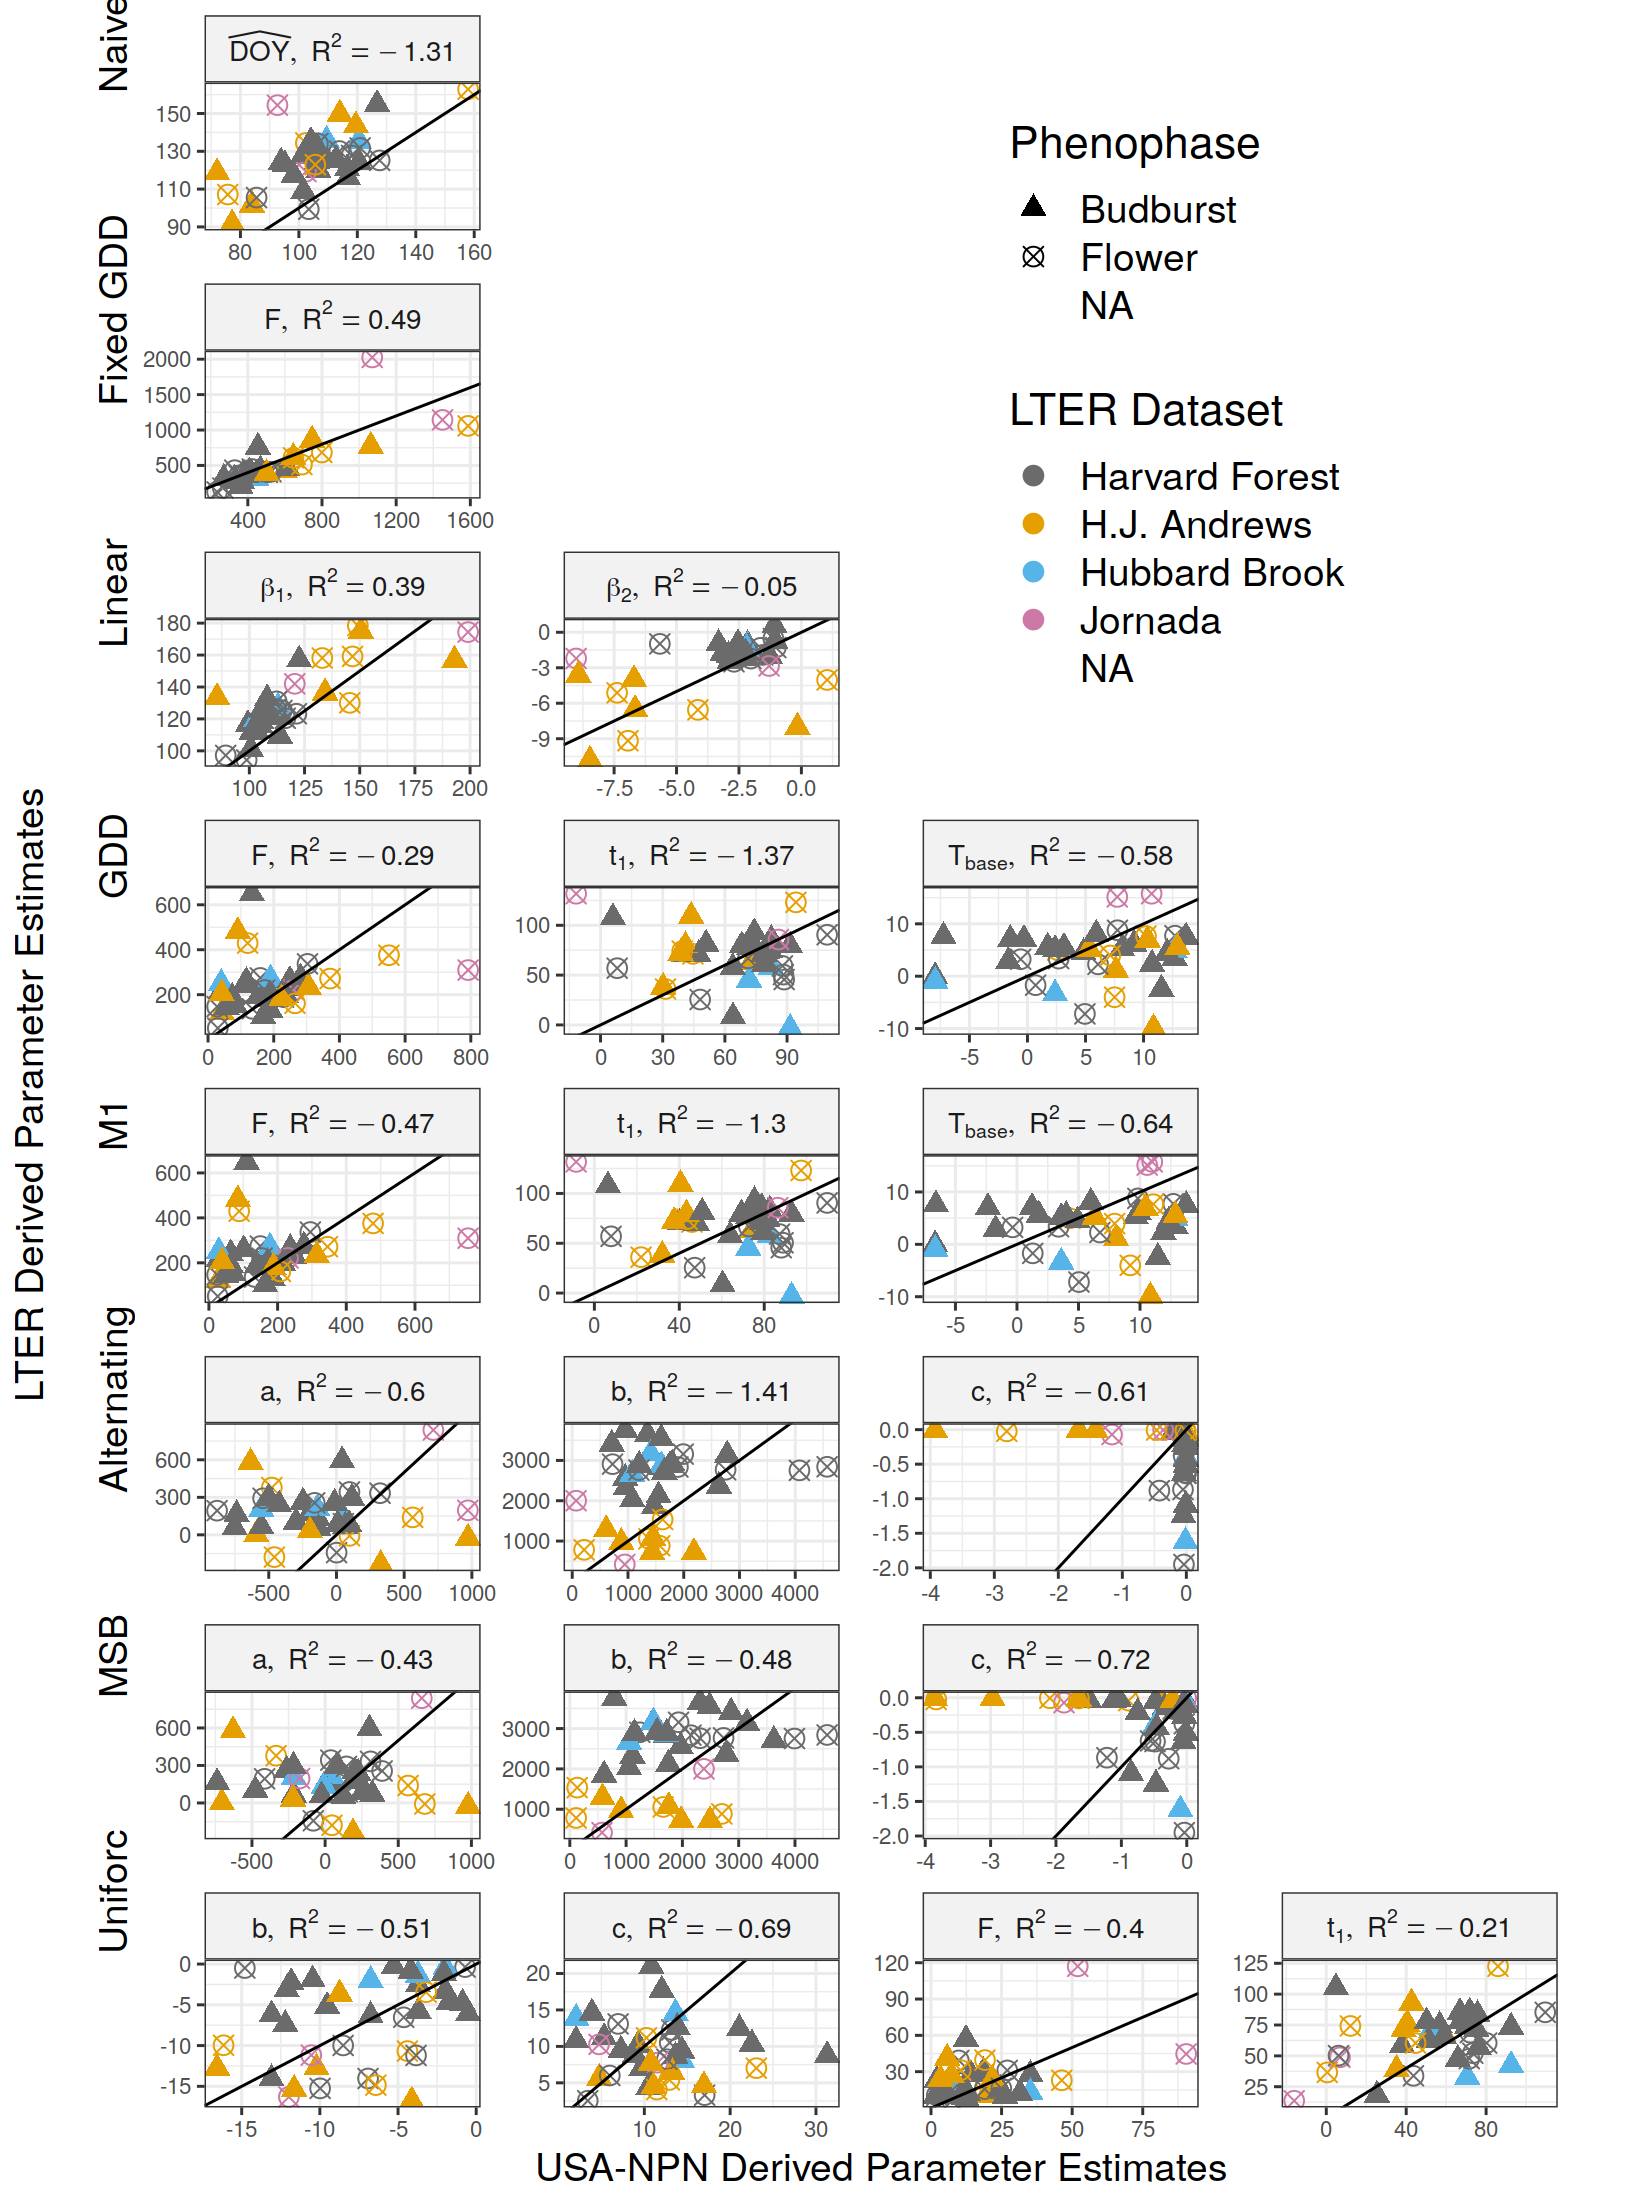 Naive
DOY, R² = −1.31
150
130
110
90
80 100 120 140 160
Phenophase
Budburst
Flower
NA
Fixed GDD
F, R² = 0.49
2000
1500
1000
500
400 800 1200 1600
LTER Dataset
Harvard Forest
H.J. Andrews
Hubbard Brook
Jornada
NA
Linear
β₁, R² = 0.39
180
160
140
120
100
100 125 150 175 200
β₂, R² = −0.05
0
-3
-6
-9
-7.5 -5.0 -2.5 0.0
LTER Derived Parameter Estimates
GDD
F, R² = −0.29
600
400
200
0 200 400 600 800
t₁, R² = −1.37
100
50
0
0 30 60 90
Tbase, R² = −0.58
10
0
-10
-5 0 5 10
M1
F, R² = −0.47
600
400
200
0 200 400 600
t₁, R² = −1.3
100
50
0
0 40 80
Tbase, R² = −0.64
10
0
-10
-5 0 5 10
Alternating
a, R² = −0.6
600
300
0
-500 0 500 1000
b, R² = −1.41
3000
2000
1000
0 1000 2000 3000 4000
c, R² = −0.61
0.0
-0.5
-1.0
-1.5
-2.0
-4 -3 -2 -1 0
MSB
a, R² = −0.43
600
300
0
-500 0 500 1000
b, R² = −0.48
3000
2000
1000
0 1000 2000 3000 4000
c, R² = −0.72
0.0
-0.5
-1.0
-1.5
-2.0
-4 -3 -2 -1 0
Uniforc
b, R² = −0.51
0
-5
-10
-15
-15 -10 -5 0
c, R² = −0.69
20
15
10
5
10 20 30
F, R² = −0.4
120
90
60
30
0 25 50 75
t₁, R² = −0.21
125
100
75
50
25
0 40 80
USA-NPN Derived Parameter Estimates